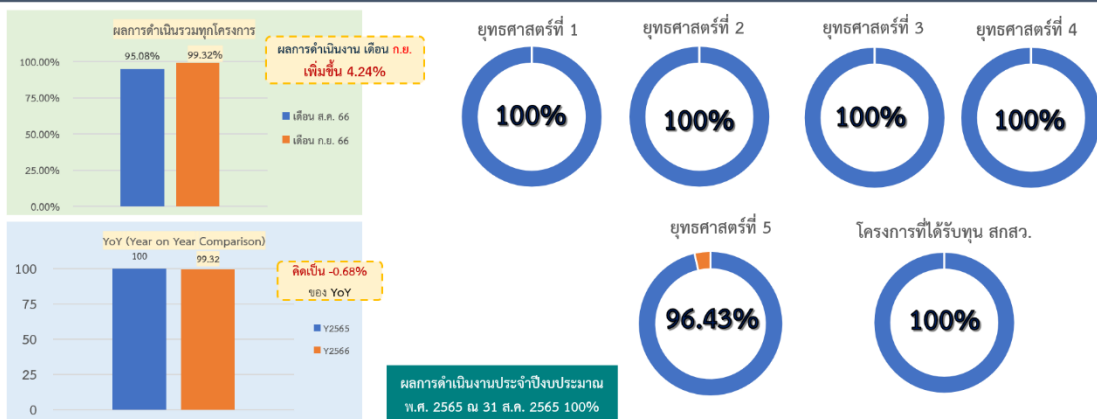 ผลการดำเนินรวมทุกโครงการ
95.08%
99.32%
100.00%
75.00%
50.00%
25.00%
0.00%
เดือน ส.ค. 66
เดือน ก.ย. 66
ผลการดำเนินงาน เดือน ก.ย.
เพิ่มขึ้น 4.24%
ยุทธศาสตร์ที่ 1
100%
ยุทธศาสตร์ที่ 2
100%
ยุทธศาสตร์ที่ 3
100%
ยุทธศาสตร์ที่ 4
100%
YoY (Year on Year Comparison)
100
99.32
100
75
50
25
0
Y2565
Y2566
คิดเป็น -0.68%
ของ YoY
ยุทธศาสตร์ที่ 5
96.43%
โครงการที่ได้รับทุน สกสว.
100%
ผลการดำเนินงานประจำปีงบประมาณ
พ.ศ. 2565 ณ 31 ส.ค. 2565 100%